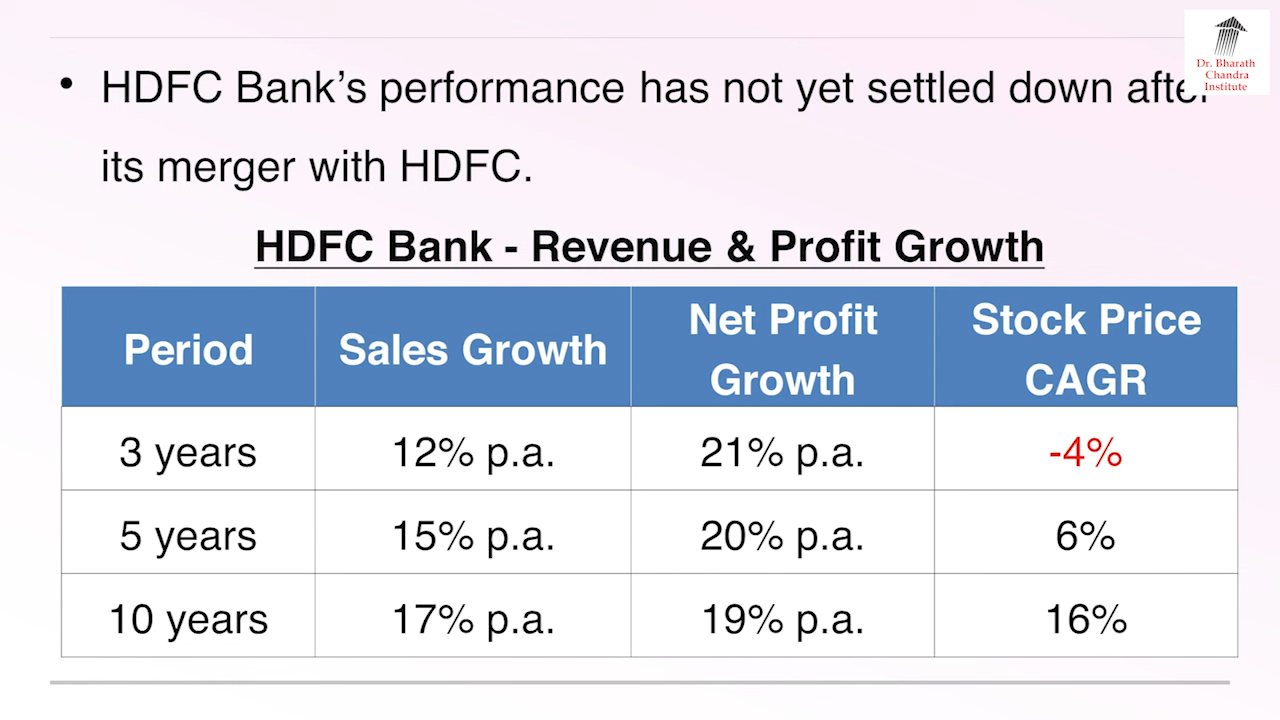 Dr. Bharath
Chandra
Institute
• HDFC Bank’s performance has not yet settled down after
its merger with HDFC.
HDFC Bank - Revenue & Profit Growth
Period Sales Growth Net Profit Growth Stock Price CAGR
3 years 12% p.a. 21% p.a. -4%
5 years 15% p.a. 20% p.a. 6%
10 years 17% p.a. 19% p.a. 16%